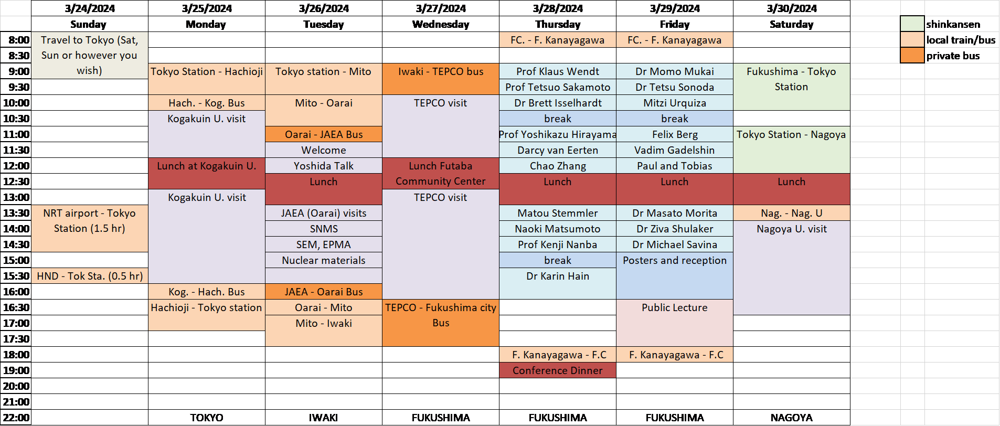 3/24/2024 3/25/2024 3/26/2024 3/27/2024 3/28/2024 3/29/2024 3/30/2024
Sunday Monday Tuesday Wednesday Thursday Friday Saturday shinkansen
8:00 Travel to Tokyo (Sat, FC. - F. Kanayagawa FC. - F. Kanayagawa local train/bus
8:30 Sun or however you private bus
wish)
9:00 Tokyo Station - Hachioji Tokyo station - Mito Iwaki - TEPCO bus Prof Klaus Wendt Dr Momo Mukai Fukushima - Tokyo
9:30 Prof Tetsuo Sakamoto Dr Tetsu Sonoda Station
10:00 Hach. - Kog. Bus Mito - Oarai TEPCO visit Dr Brett Isselhardt Mitzi Urquiza
10:30 Kogakuin U. visit break break
11:00 Oarai - JAEA Bus Prof Yoshikazu Hirayama Felix Berg Tokyo Station - Nagoya
11:30 Welcome Darcy van Eerten Vadim Gadelshin
12:00 Lunch at Kogakuin U. Yoshida Talk Lunch Futaba Chao Zhang Paul and Tobias
12:30 Lunch Community Center Lunch Lunch Lunch
13:00 Kogakuin U. visit TEPCO visit
13:30 NRT airport - Tokyo JAEA (Oarai) visits Matou Stemmler Dr Masato Morita Nag. - Nag. U
14:00 Station (1.5 hr) SNMS Naoki Matsumoto Dr Ziva Shulaker Nagoya U. visit
14:30 SEM, EPMA Prof Kenji Nanba Dr Michael Savina
15:00 Nuclear materials break Posters and reception
15:30 HND - Tok Sta. (0.5 hr) Dr Karin Hain
16:00 Kog. - Hach. Bus JAEA - Oarai Bus
16:30 Hachioji - Tokyo station Oarai - Mito TEPCO - Fukushima city Public Lecture
17:00 Mito - Iwaki Bus
17:30
18:00 F. Kanayagawa - F.C F. Kanayagawa - F.C
19:00 Conference Dinner
20:00
21:00
22:00 TOKYO IWAKI FUKUSHIMA FUKUSHIMA FUKUSHIMA NAGOYA